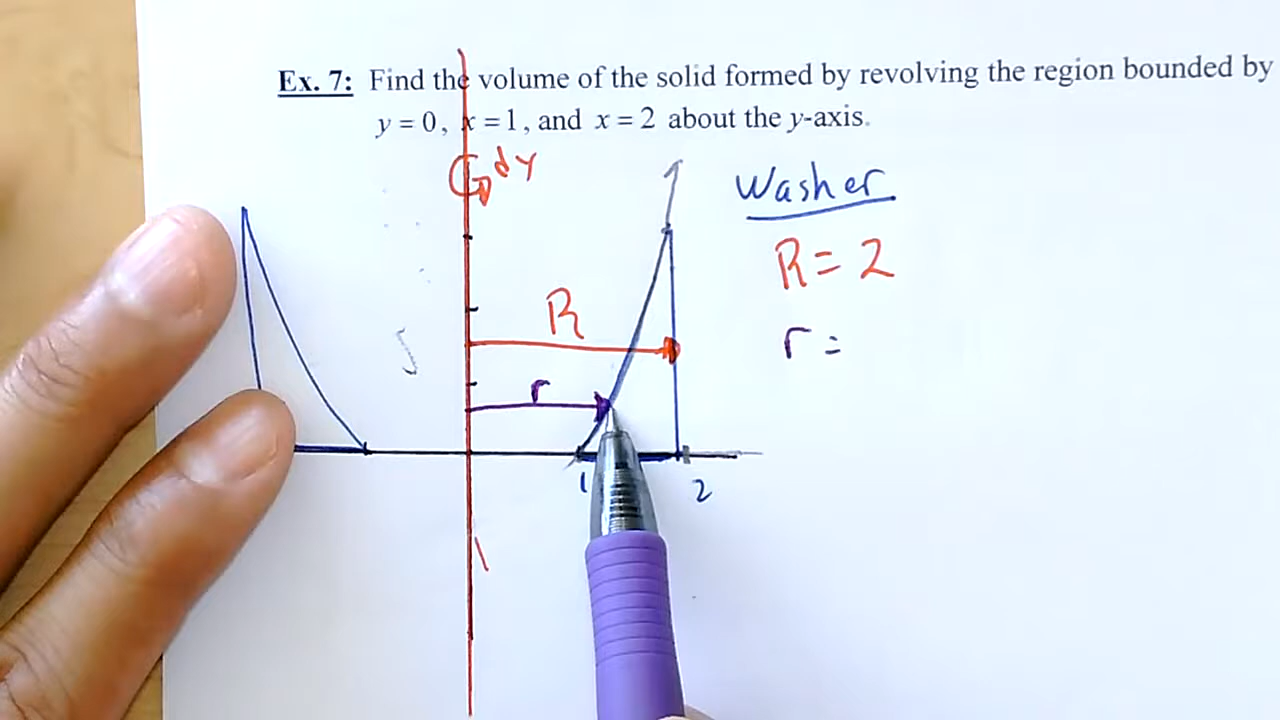 Ex. 7: Find the volume of the solid formed by revolving the region bounded by
y = 0, x = 1, and x = 2 about the y-axis.
dy
Washer
R = 2
R
r =
r
1
2